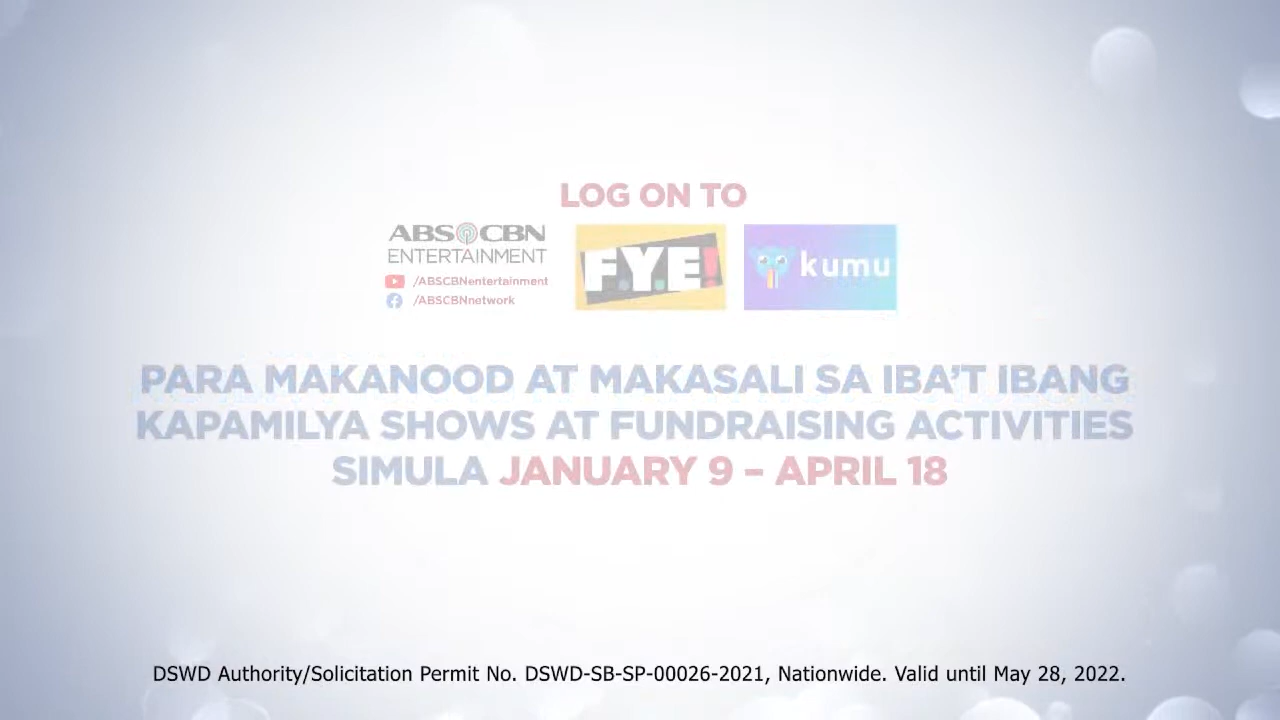 LOG ON TO
ABS CBN
ENTERTAINMENT
/ABSCBNentertainment
/ABSCBNnetwork
F.Y.E!
kumu
PARA MAKANOOD AT MAKASALI SA IBA'T IBANG
KAPAMILYA SHOWS AT FUNDRAISING ACTIVITIES
SIMULA JANUARY 9 – APRIL 18
DSWD Authority/Solicitation Permit No. DSWD-SB-SP-00026-2021, Nationwide. Valid until May 28, 2022.